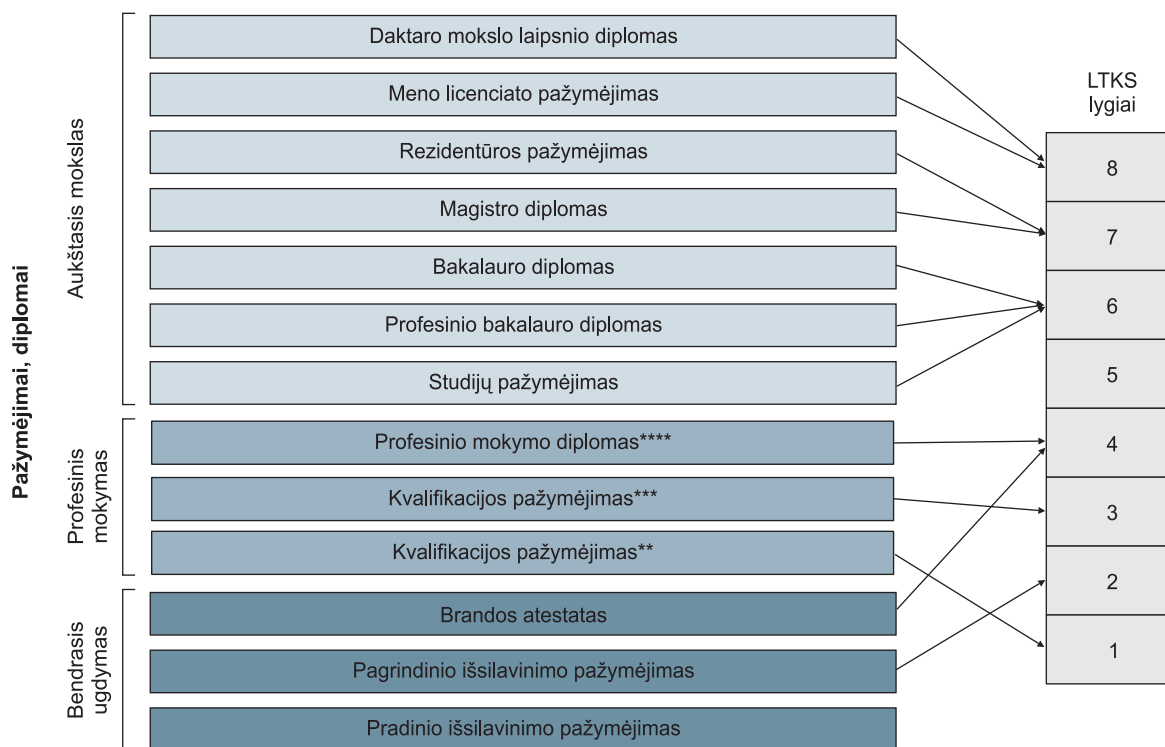 Pažymėjimai, diplomai
Aukštasis mokslas
Daktaro mokslo laipsnio diplomas
Meno licenciato pažymėjimas
Rezidentūros pažymėjimas
Magistro diplomas
Bakalauro diplomas
Profesinio bakalauro diplomas
Studijų pažymėjimas
Profesinis
mokymas
Profesinio mokymo diplomas****
Kvalifikacijos pažymėjimas***
Kvalifikacijos pažymėjimas**
Bendrasis
ugdymas
Brandos atestatas
Pagrindinio išsilavinimo pažymėjimas
Pradinio išsilavinimo pažymėjimas
LTKS
lygiai
8
7
6
5
4
3
2
1